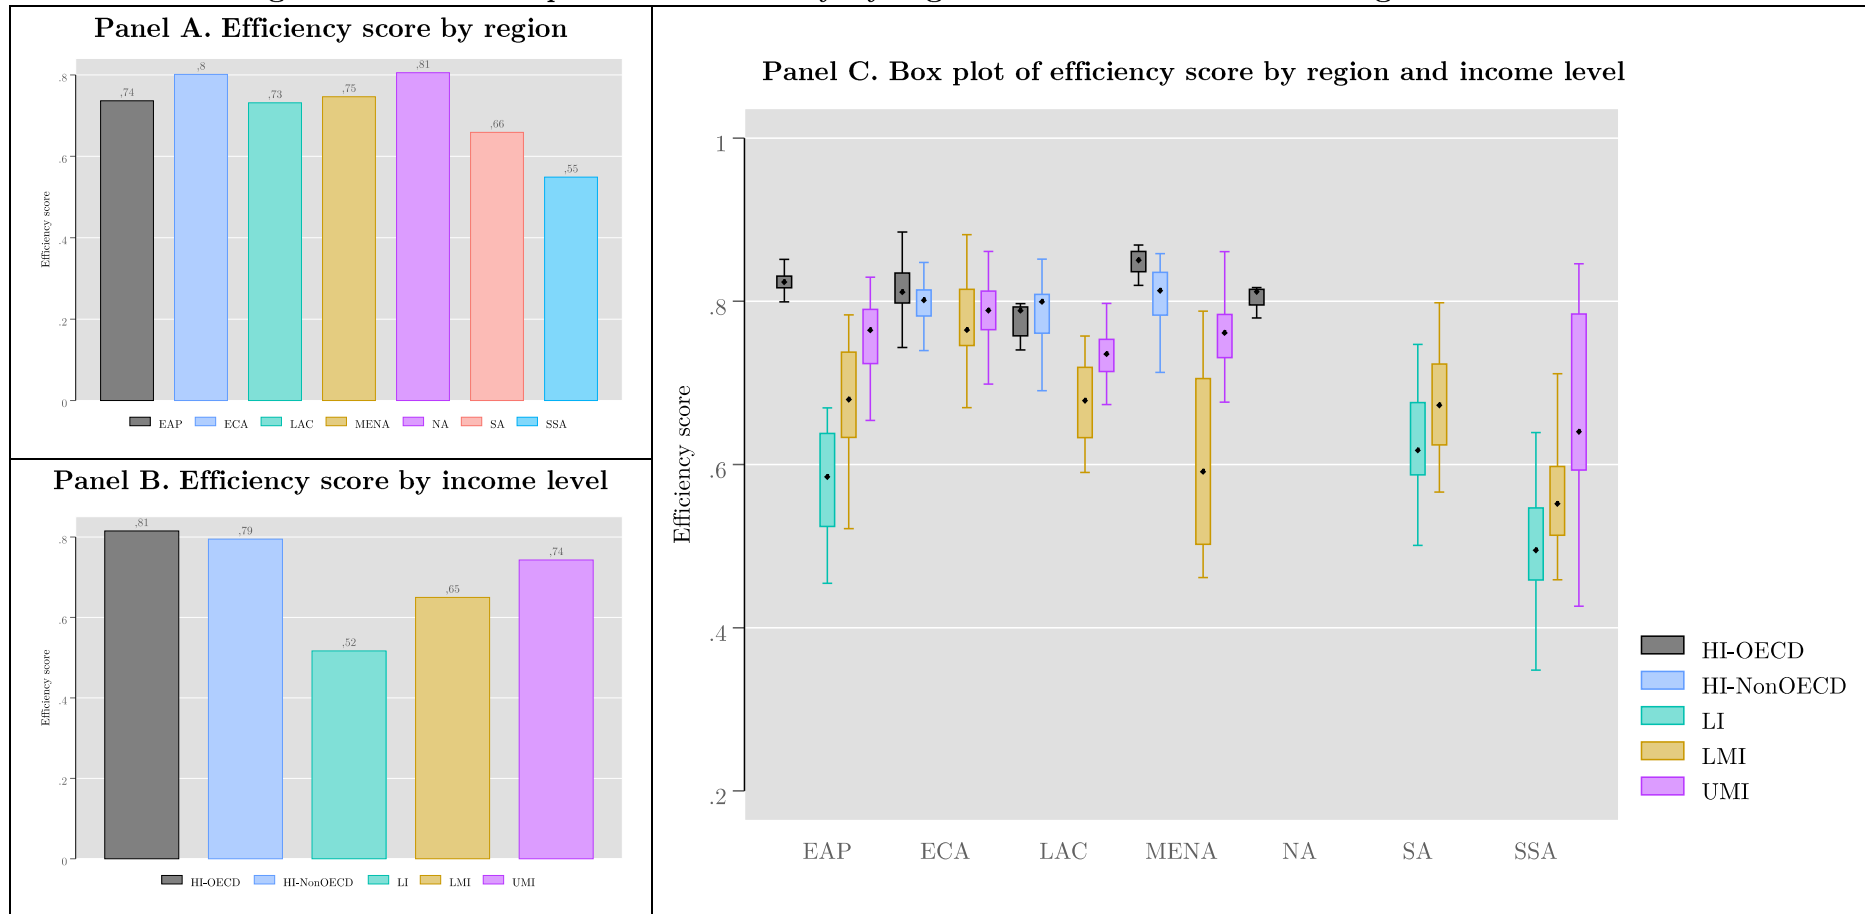 Panel A. Efficiency score by region
Efficiency score
.8
.6
.4
.2
0
,74
,8
,73
,75
,81
,66
,55
EAP ECA LAC MENA NA SA SSA
Panel B. Efficiency score by income level
Efficiency score
.8
.6
.4
.2
0
,81
,79
,52
,65
,74
HI-OECD HI-NonOECD LI LMI UMI
Panel C. Box plot of efficiency score by region and income level
Efficiency score
1
.8
.6
.4
.2
EAP ECA LAC MENA NA SA SSA
HI-OECD
HI-NonOECD
LI
LMI
UMI